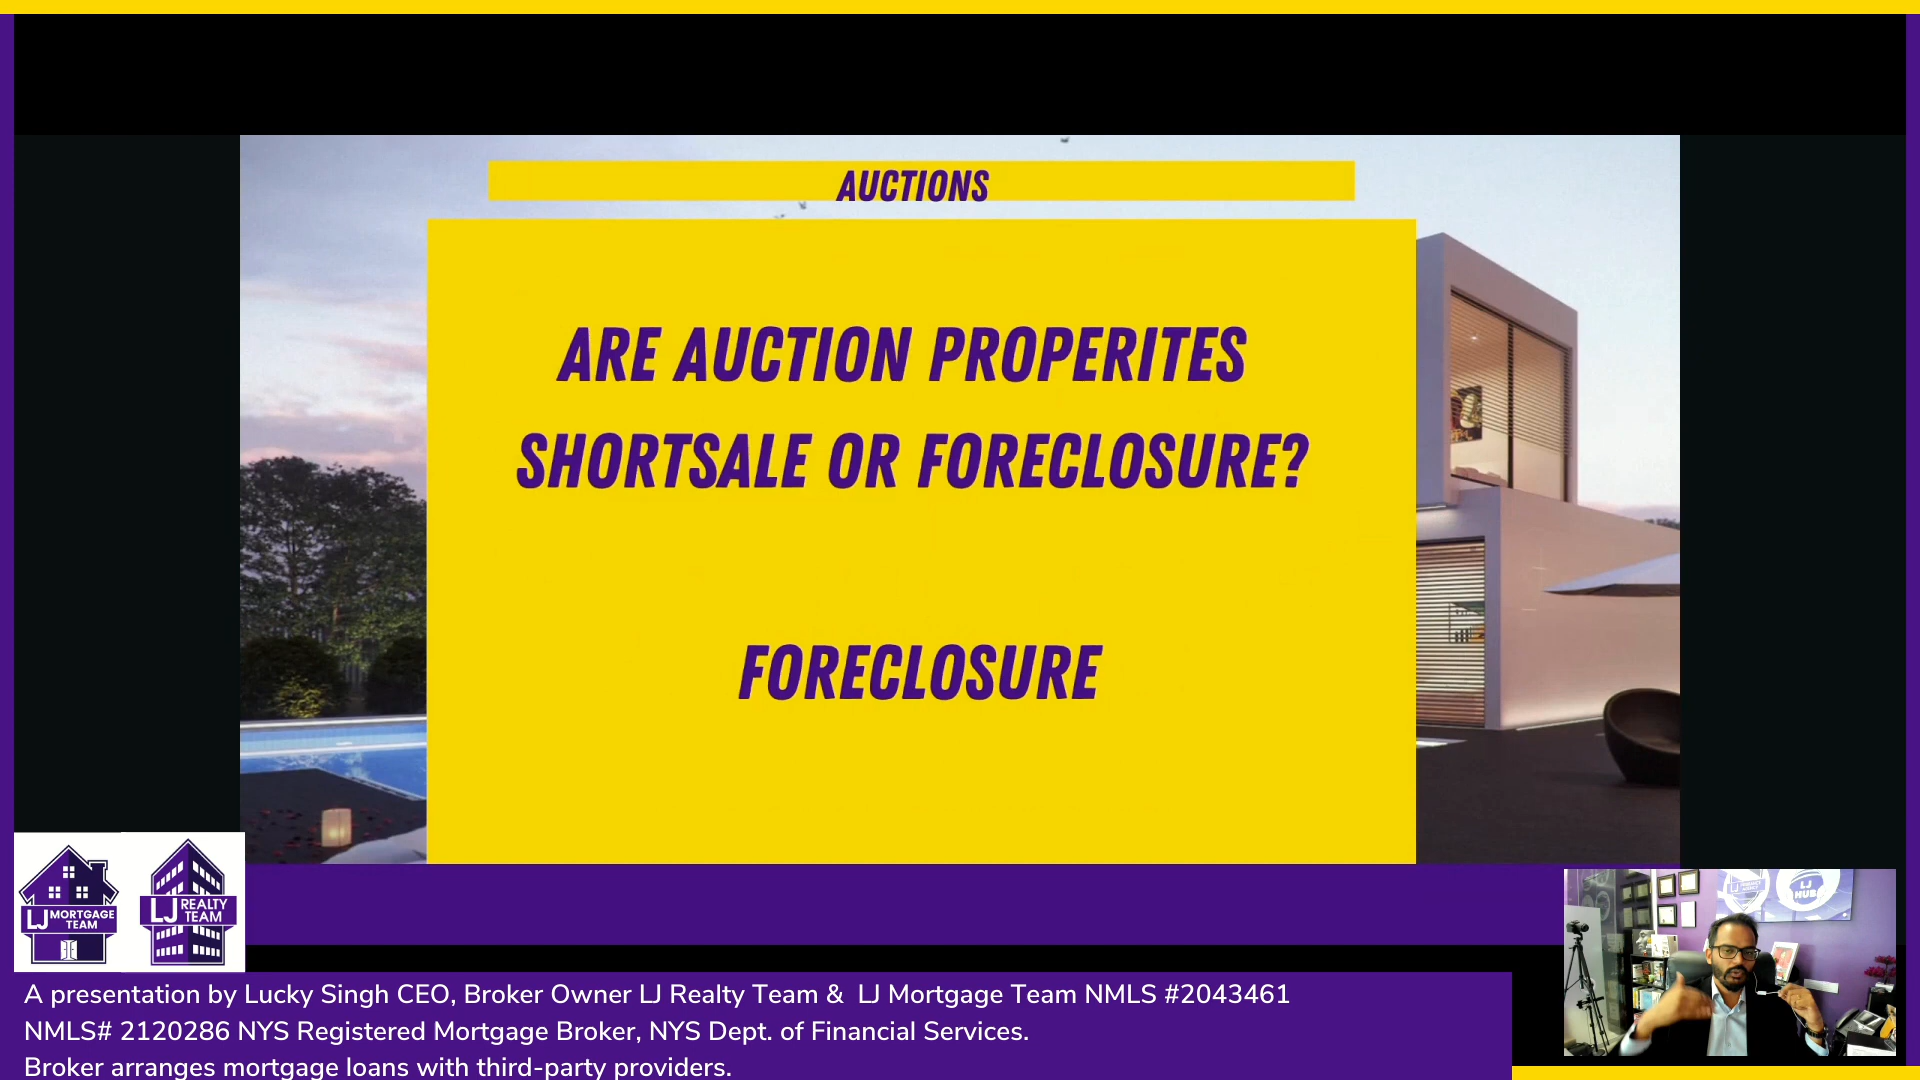 AUCTIONS
ARE AUCTION PROPERITES
SHORTSALE OR FORECLOSURE?
FORECLOSURE
LJ MORTGAGE
TEAM
LJ REALTY
TEAM
LJ
HUB
A presentation by Lucky Singh CEO, Broker Owner LJ Realty Team & LJ Mortgage Team NMLS #2043461
NMLS# 2120286 NYS Registered Mortgage Broker, NYS Dept. of Financial Services.
Broker arranges mortgage loans with third-party providers.